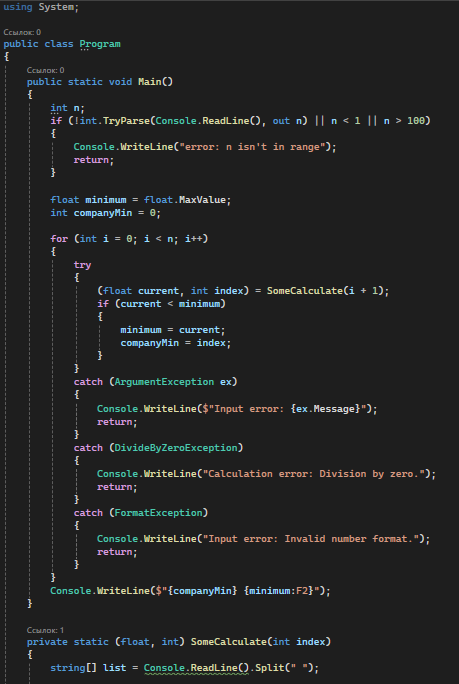 using System;
Ссылок: 0
public class Program
{
Ссылок: 0
public static void Main()
{
int n;
if (!int.TryParse(Console.ReadLine(), out n) || n < 1 || n > 100)
{
Console.WriteLine("error: n isn't in range");
return;
}
float minimum = float.MaxValue;
int companyMin = 0;
for (int i = 0; i < n; i++)
{
try
{
(float current, int index) = SomeCalculate(i + 1);
if (current < minimum)
{
minimum = current;
companyMin = index;
}
}
catch (ArgumentException ex)
{
Console.WriteLine($"Input error: {ex.Message}");
return;
}
catch (DivideByZeroException)
{
Console.WriteLine("Calculation error: Division by zero.");
return;
}
catch (FormatException)
{
Console.WriteLine("Input error: Invalid number format.");
return;
}
}
Console.WriteLine($"{companyMin} {minimum:F2}");
}
Ссылок: 1
private static (float, int) SomeCalculate(int index)
{
string[] list = Console.ReadLine().Split(" ");